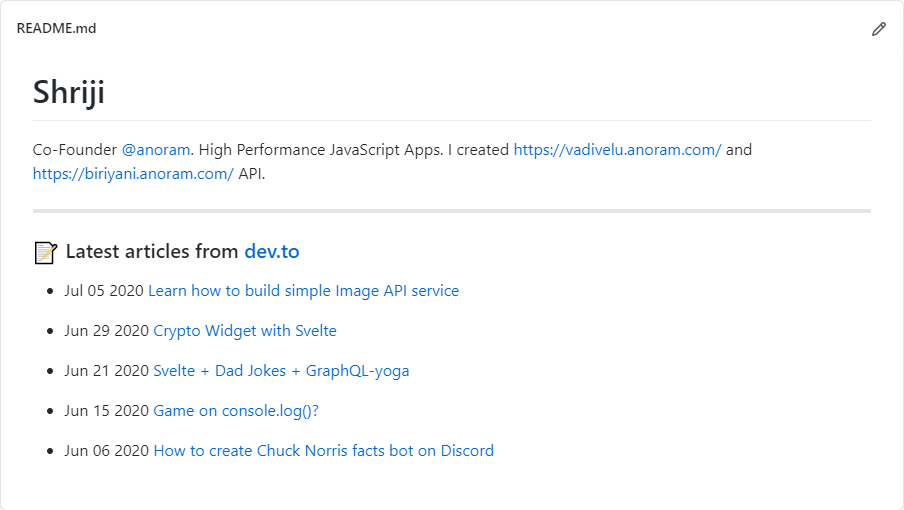 README.md
Shriji
Co-Founder @anoram. High Performance JavaScript Apps. I created https://vadivelu.anoram.com/ and
https://biriyani.anoram.com/ API.
Latest articles from dev.to
Jul 05 2020 Learn how to build simple Image API service
Jun 29 2020 Crypto Widget with Svelte
Jun 21 2020 Svelte + Dad Jokes + GraphQL-yoga
Jun 15 2020 Game on console.log()?
Jun 06 2020 How to create Chuck Norris facts bot on Discord